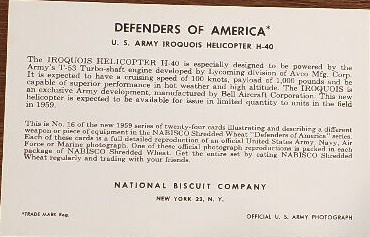 DEFENDERS OF AMERICA*
U. S. ARMY IROQUOIS HELICOPTER H-40
The IROQUOIS HELICOPTER H-40 is especially designed to be powered by the
Army's T-53 Turbo-shaft engine developed by Lycoming division of Avco Mfg. Corp.
It is expected to have a cruising speed of 100 knots, payload of 1,000 pounds and be
capable of superior performance in hot weather and high altitude. The IROQUOIS is
an exclusive Army development, manufactured by Bell Aircraft Corporation. This new
helicopter is expected to be available for issue in limited quantity to units in the field
in 1959.
This is No. 16 of the new 1959 series of twenty-four cards illustrating and describing a different
weapon or piece of equipment in the NABISCO Shredded Wheat "Defenders of America" series.
Each of these cards is a full detailed reproduction of an official United States Army, Navy, Air
Force or Marine photograph. One of these official photograph reproductions is packed in each
package of NABISCO Shredded Wheat. Get the entire set by eating NABISCO Shredded
Wheat regularly and trading with your friends.
NATIONAL BISCUIT COMPANY
NEW YORK 22, N. Y.
*TRADE MARK Reg.
OFFICIAL U. S. ARMY PHOTOGRAPH